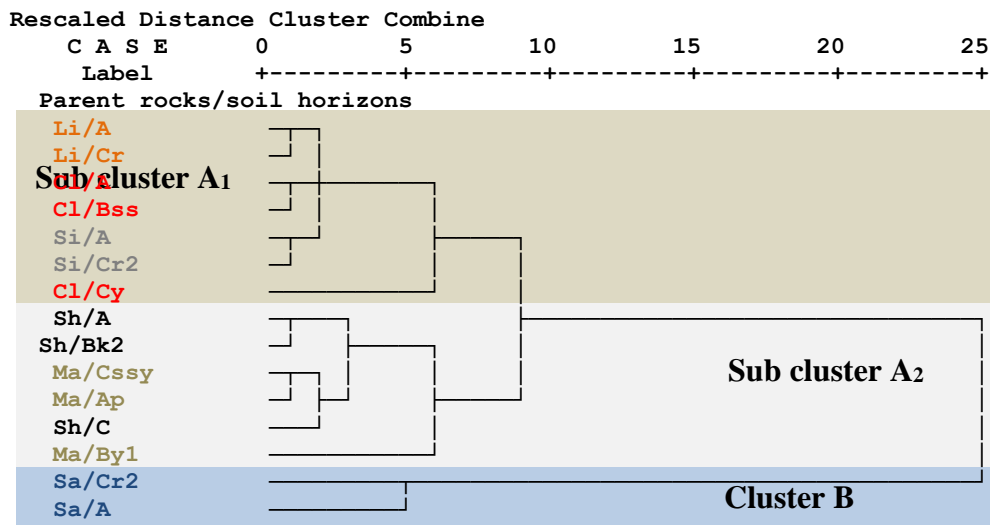 Rescaled Distance Cluster Combine
C A S E 0 5 10 15 20 25
Label +---------+---------+---------+---------+---------+
Parent rocks/soil horizons
Li/A
Li/Cr
Sub cluster A₁
Cl/A
Cl/Bss
Si/A
Si/Cr2
Cl/Cy
Sh/A
Sh/Bk2
Ma/Cssy
Sub cluster A₂
Ma/Ap
Sh/C
Ma/By1
Sa/Cr2
Cluster B
Sa/A